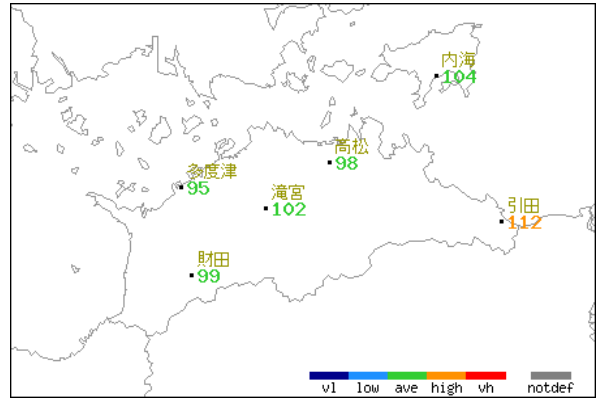 内海
104
高松
98
多度津
95
滝宮
102
引田
112
財田
99
vl low ave high vh notdef